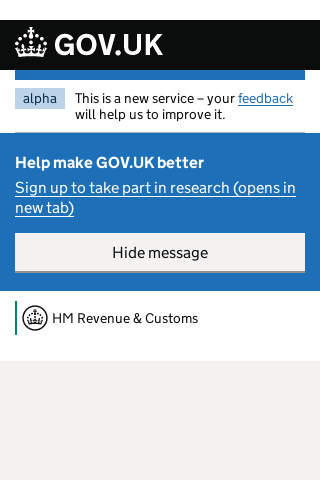 GOV.UK
alpha
This is a new service – your feedback
will help us to improve it.
Help make GOV.UK better
Sign up to take part in research (opens in
new tab)
Hide message
HM Revenue & Customs